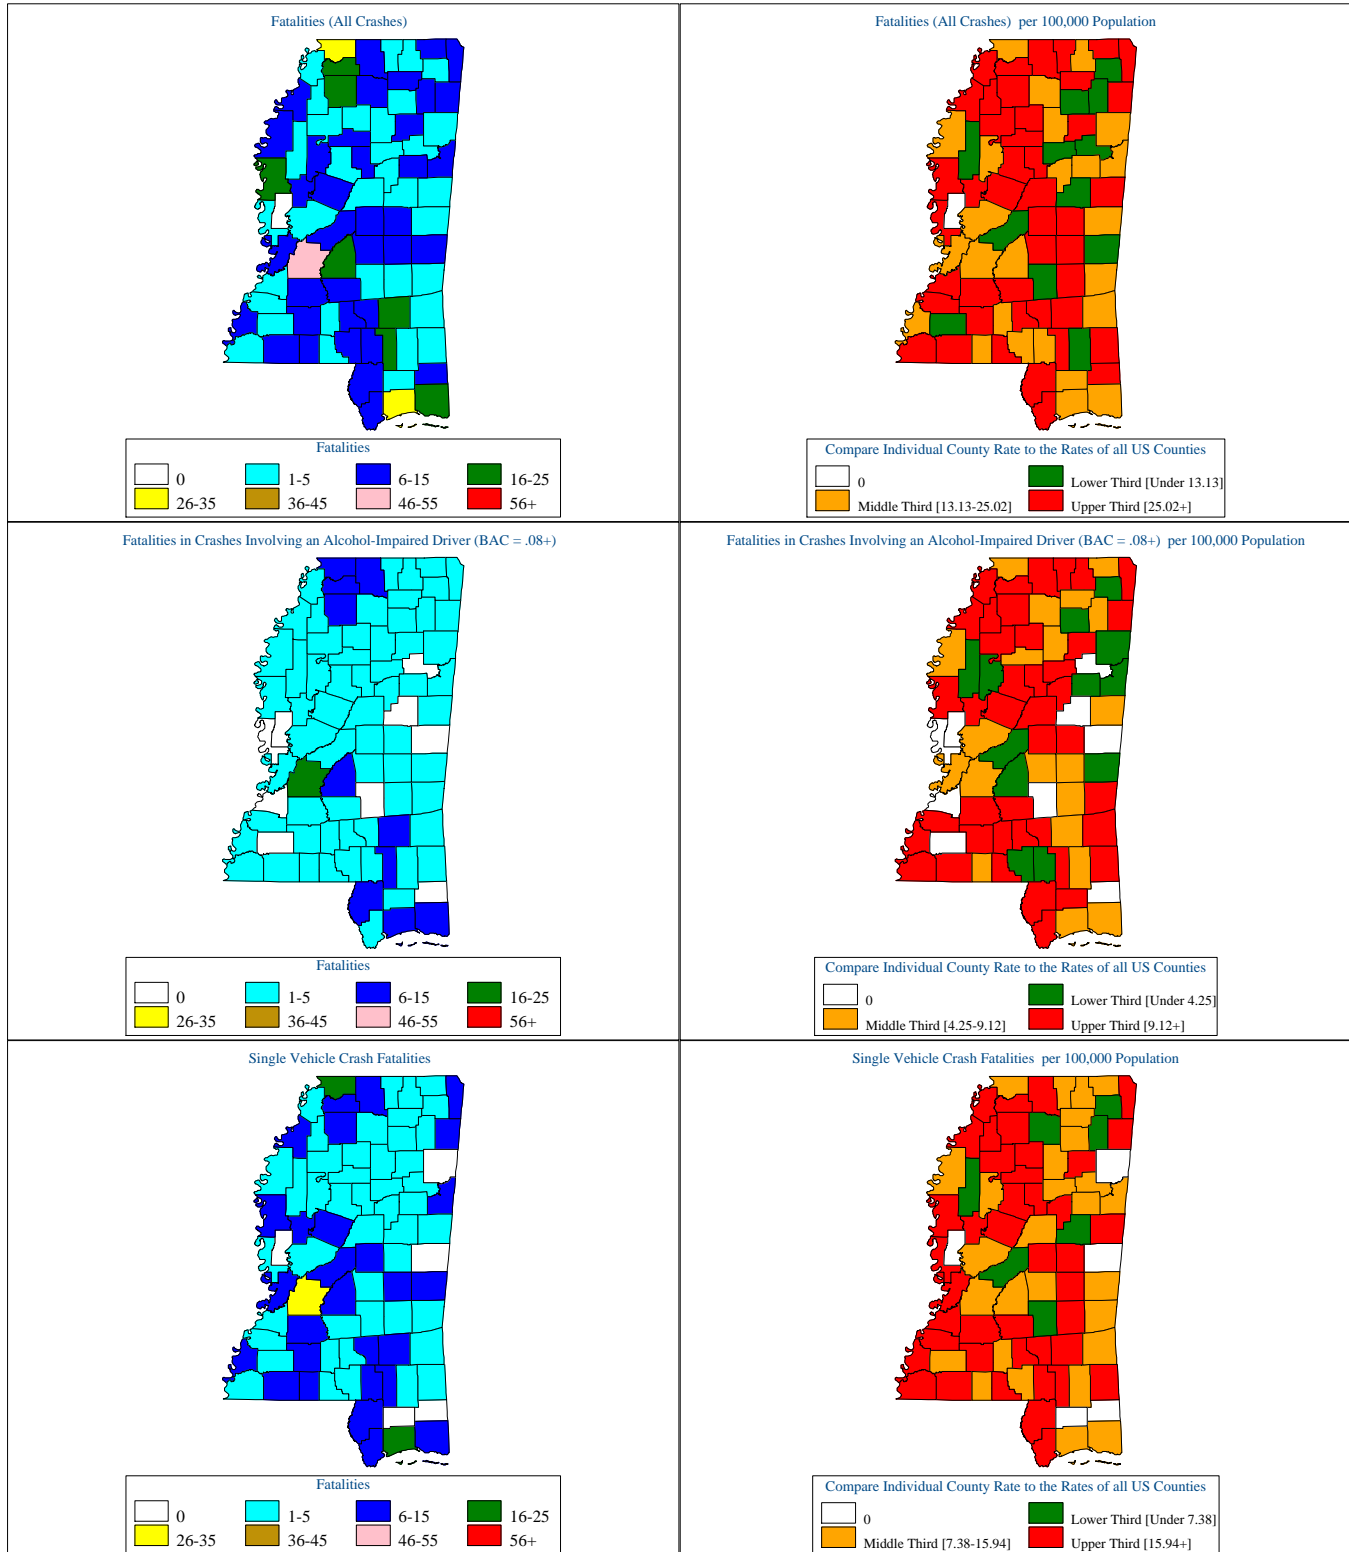 Fatalities (All Crashes)
Fatalities (All Crashes) per 100,000 Population
Fatalities
0
1-5
6-15
16-25
26-35
36-45
46-55
56+
Compare Individual County Rate to the Rates of all US Counties
0
Lower Third [Under 13.13]
Middle Third [13.13-25.02]
Upper Third [25.02+]
Fatalities in Crashes Involving an Alcohol-Impaired Driver (BAC = .08+)
Fatalities in Crashes Involving an Alcohol-Impaired Driver (BAC = .08+) per 100,000 Population
Fatalities
0
1-5
6-15
16-25
26-35
36-45
46-55
56+
Compare Individual County Rate to the Rates of all US Counties
0
Lower Third [Under 4.25]
Middle Third [4.25-9.12]
Upper Third [9.12+]
Single Vehicle Crash Fatalities
Single Vehicle Crash Fatalities per 100,000 Population
Fatalities
0
1-5
6-15
16-25
26-35
36-45
46-55
56+
Compare Individual County Rate to the Rates of all US Counties
0
Lower Third [Under 7.38]
Middle Third [7.38-15.94]
Upper Third [15.94+]